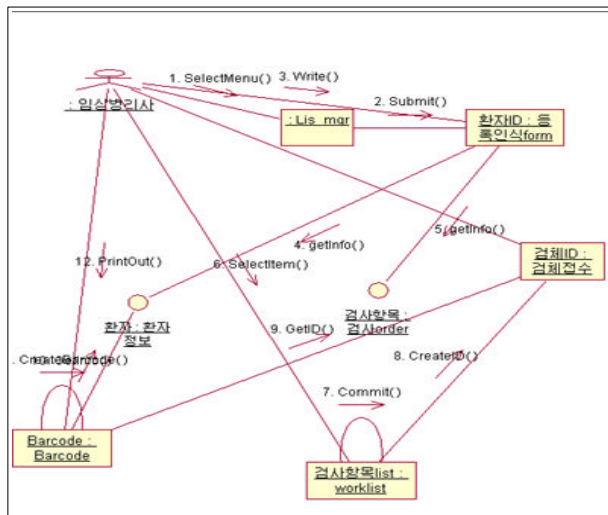 1. SelectMenu()
3. Write()
2. Submit()
: 임상병리사
: Lis_mgr
환자ID : 등
록인식form
4. getInfo()
5. getInfo()
12. PrintOut()
6. SelectItem()
검체ID :
검체접수
환자 : 환자
정보
검사항목 :
검사order
9. GetID()
8. CreateID()
. CreateBarcode()
7. Commit()
Barcode :
Barcode
검사항목list :
worklist